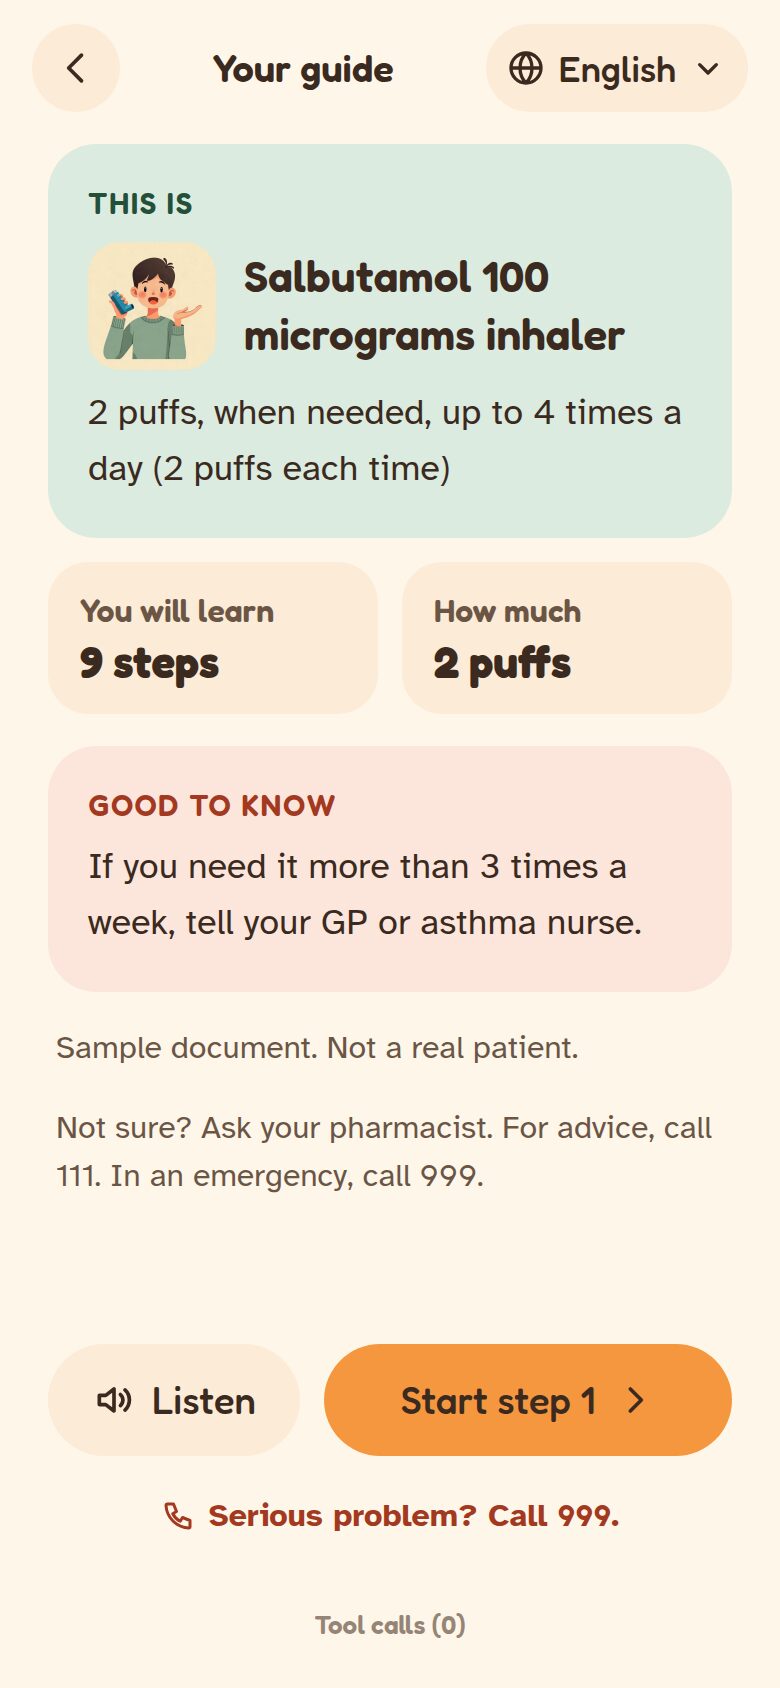 Your guide
English
THIS IS
Salbutamol 100
micrograms inhaler
2 puffs, when needed, up to 4 times a
day (2 puffs each time)
You will learn
9 steps
How much
2 puffs
GOOD TO KNOW
If you need it more than 3 times a
week, tell your GP or asthma nurse.
Sample document. Not a real patient.
Not sure? Ask your pharmacist. For advice, call
111. In an emergency, call 999.
Listen
Start step 1
Serious problem? Call 999.
Tool calls (0)